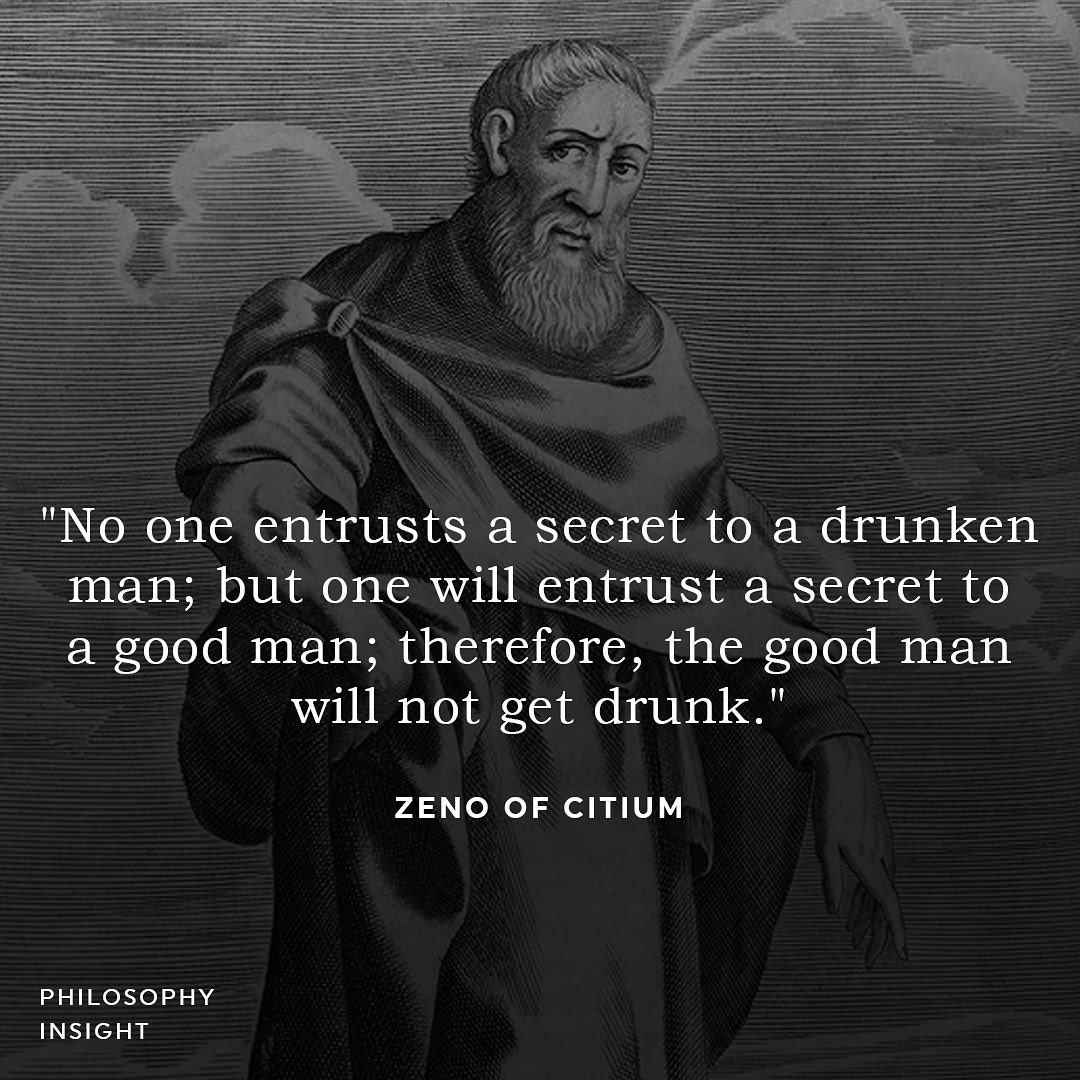 "No one entrusts a secret to a drunken
man; but one will entrust a secret to
a good man; therefore, the good man
will not get drunk."
ZENO OF CITIUM
PHILOSOPHY
INSIGHT